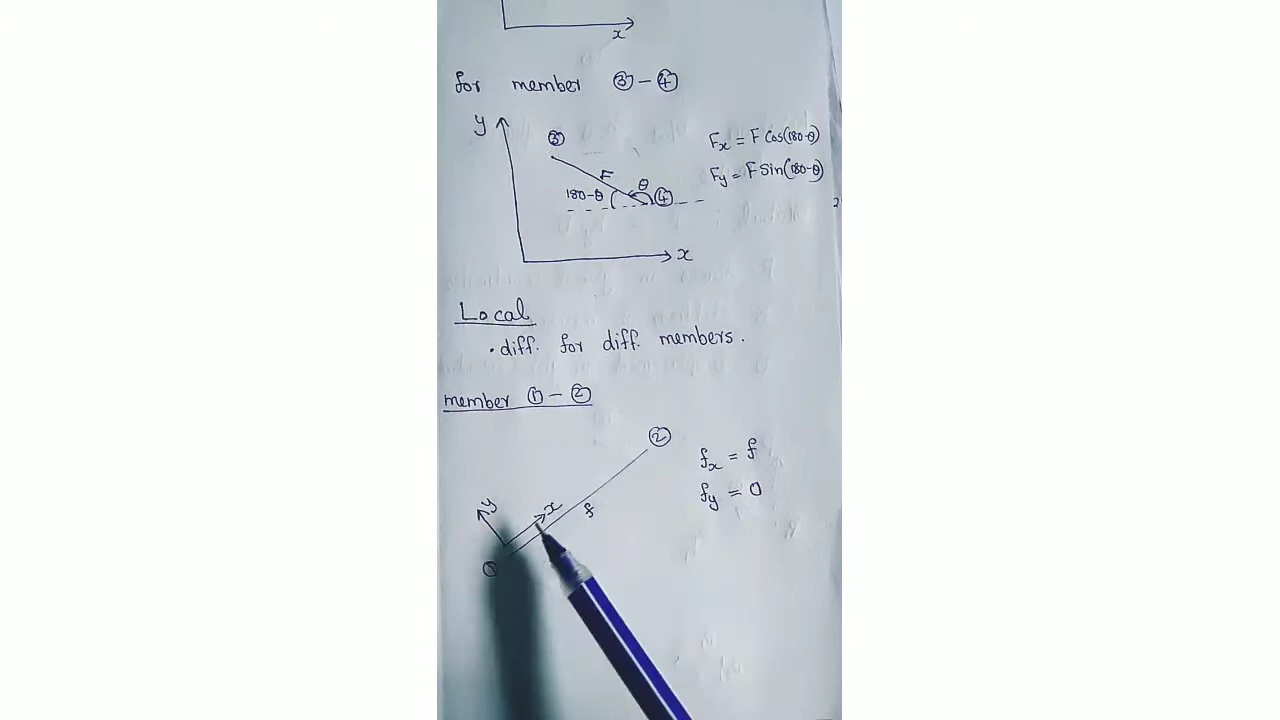 x
for member ③-④
y
③
Fx = F Cos(180-θ)
Fy = F Sin(180-θ)
F
θ
180-θ
④
x
Local
• diff. for diff. members.
member ①-②
②
fx = f
fy = 0
y
x
f
①